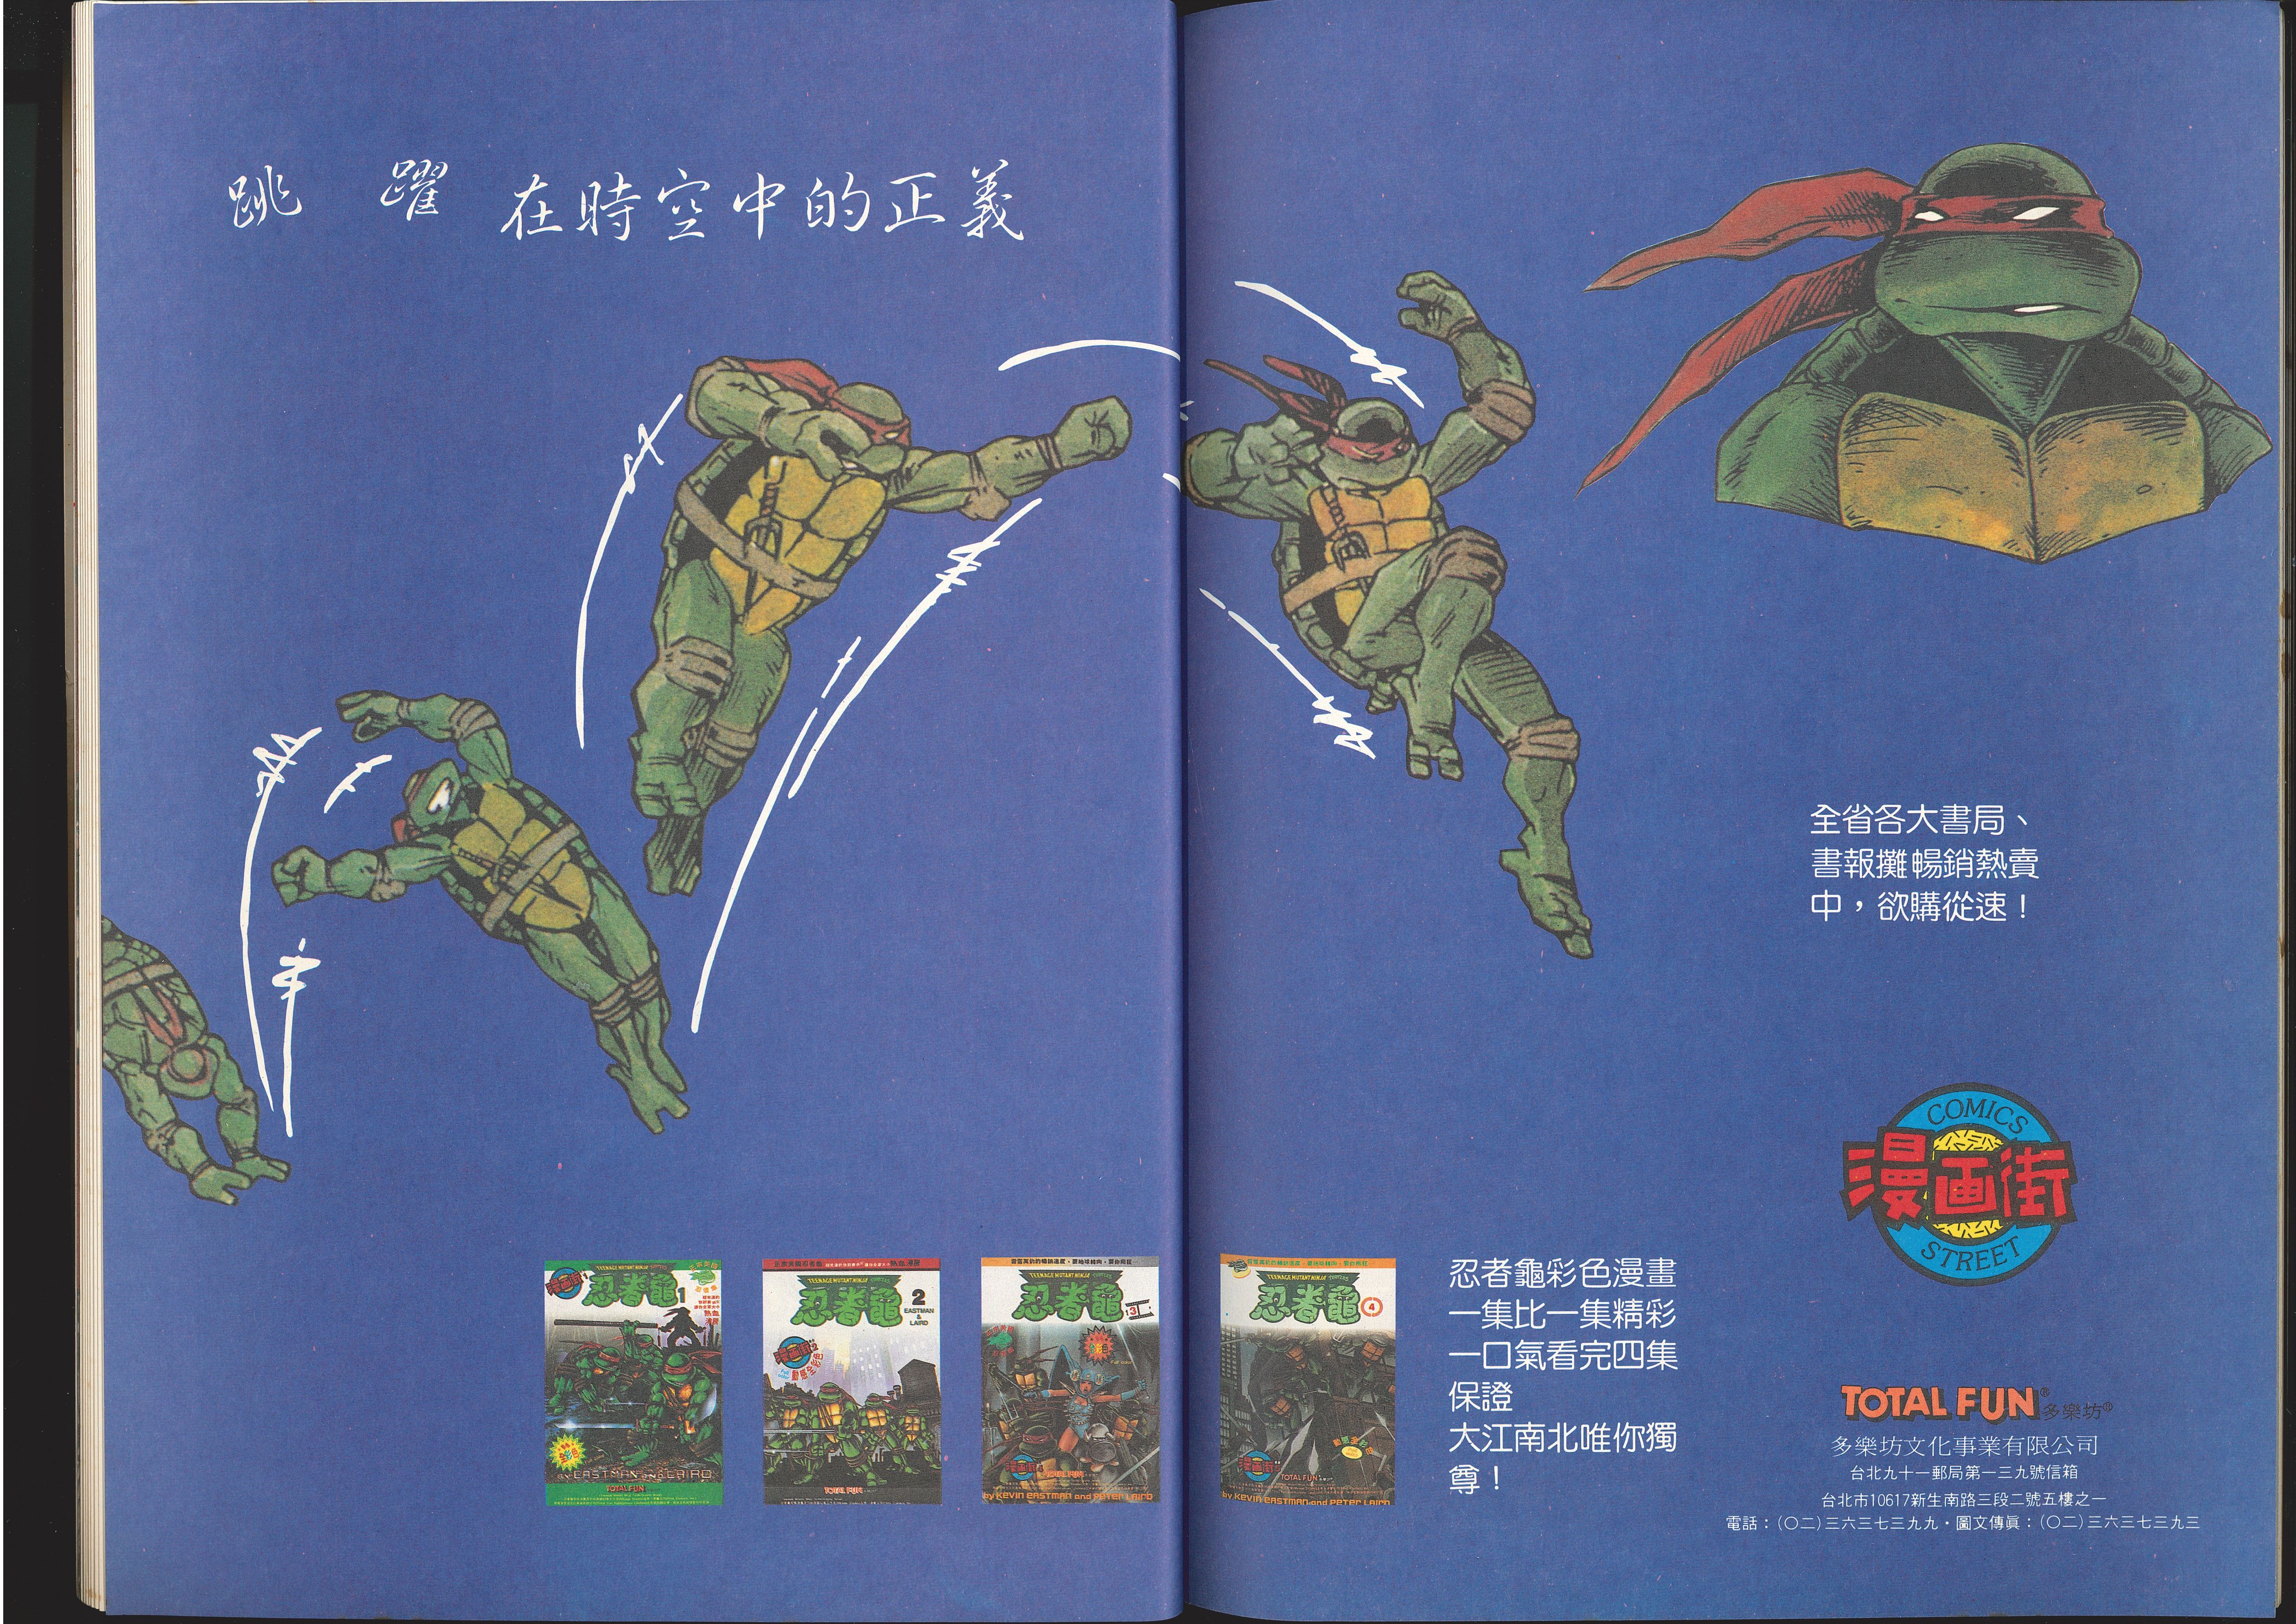 跳躍在時空中的正義
全省各大書局、
書報攤暢銷熱賣
中，欲購從速！
COMICS
漫画街
STREET
TEENAGE MUTANT NINJA TURTLES
忍者龜
1
BY EASTMAN AND LAIRD
TOTAL FUN
TEENAGE MUTANT NINJA TURTLES
忍者龜
2
EASTMAN
&
LAIRD
漫画街
TOTAL FUN
TEENAGE MUTANT NINJA TURTLES
忍者龜
3
by KEVIN EASTMAN and PETER LAIRD
TEENAGE MUTANT NINJA TURTLES
忍者龜
4
TOTAL FUN
by KEVIN EASTMAN and PETER LAIRD
忍者龜彩色漫畫
一集比一集精彩
一口氣看完四集
保證
大江南北唯你獨
尊！
TOTAL FUN® 多樂坊®
多樂坊文化事業有限公司
台北九十一郵局第一三九號信箱
台北市10617新生南路三段二號五樓之一
電話：(〇二)三六三七三九九・圖文傳眞：(〇二)三六三七三九三